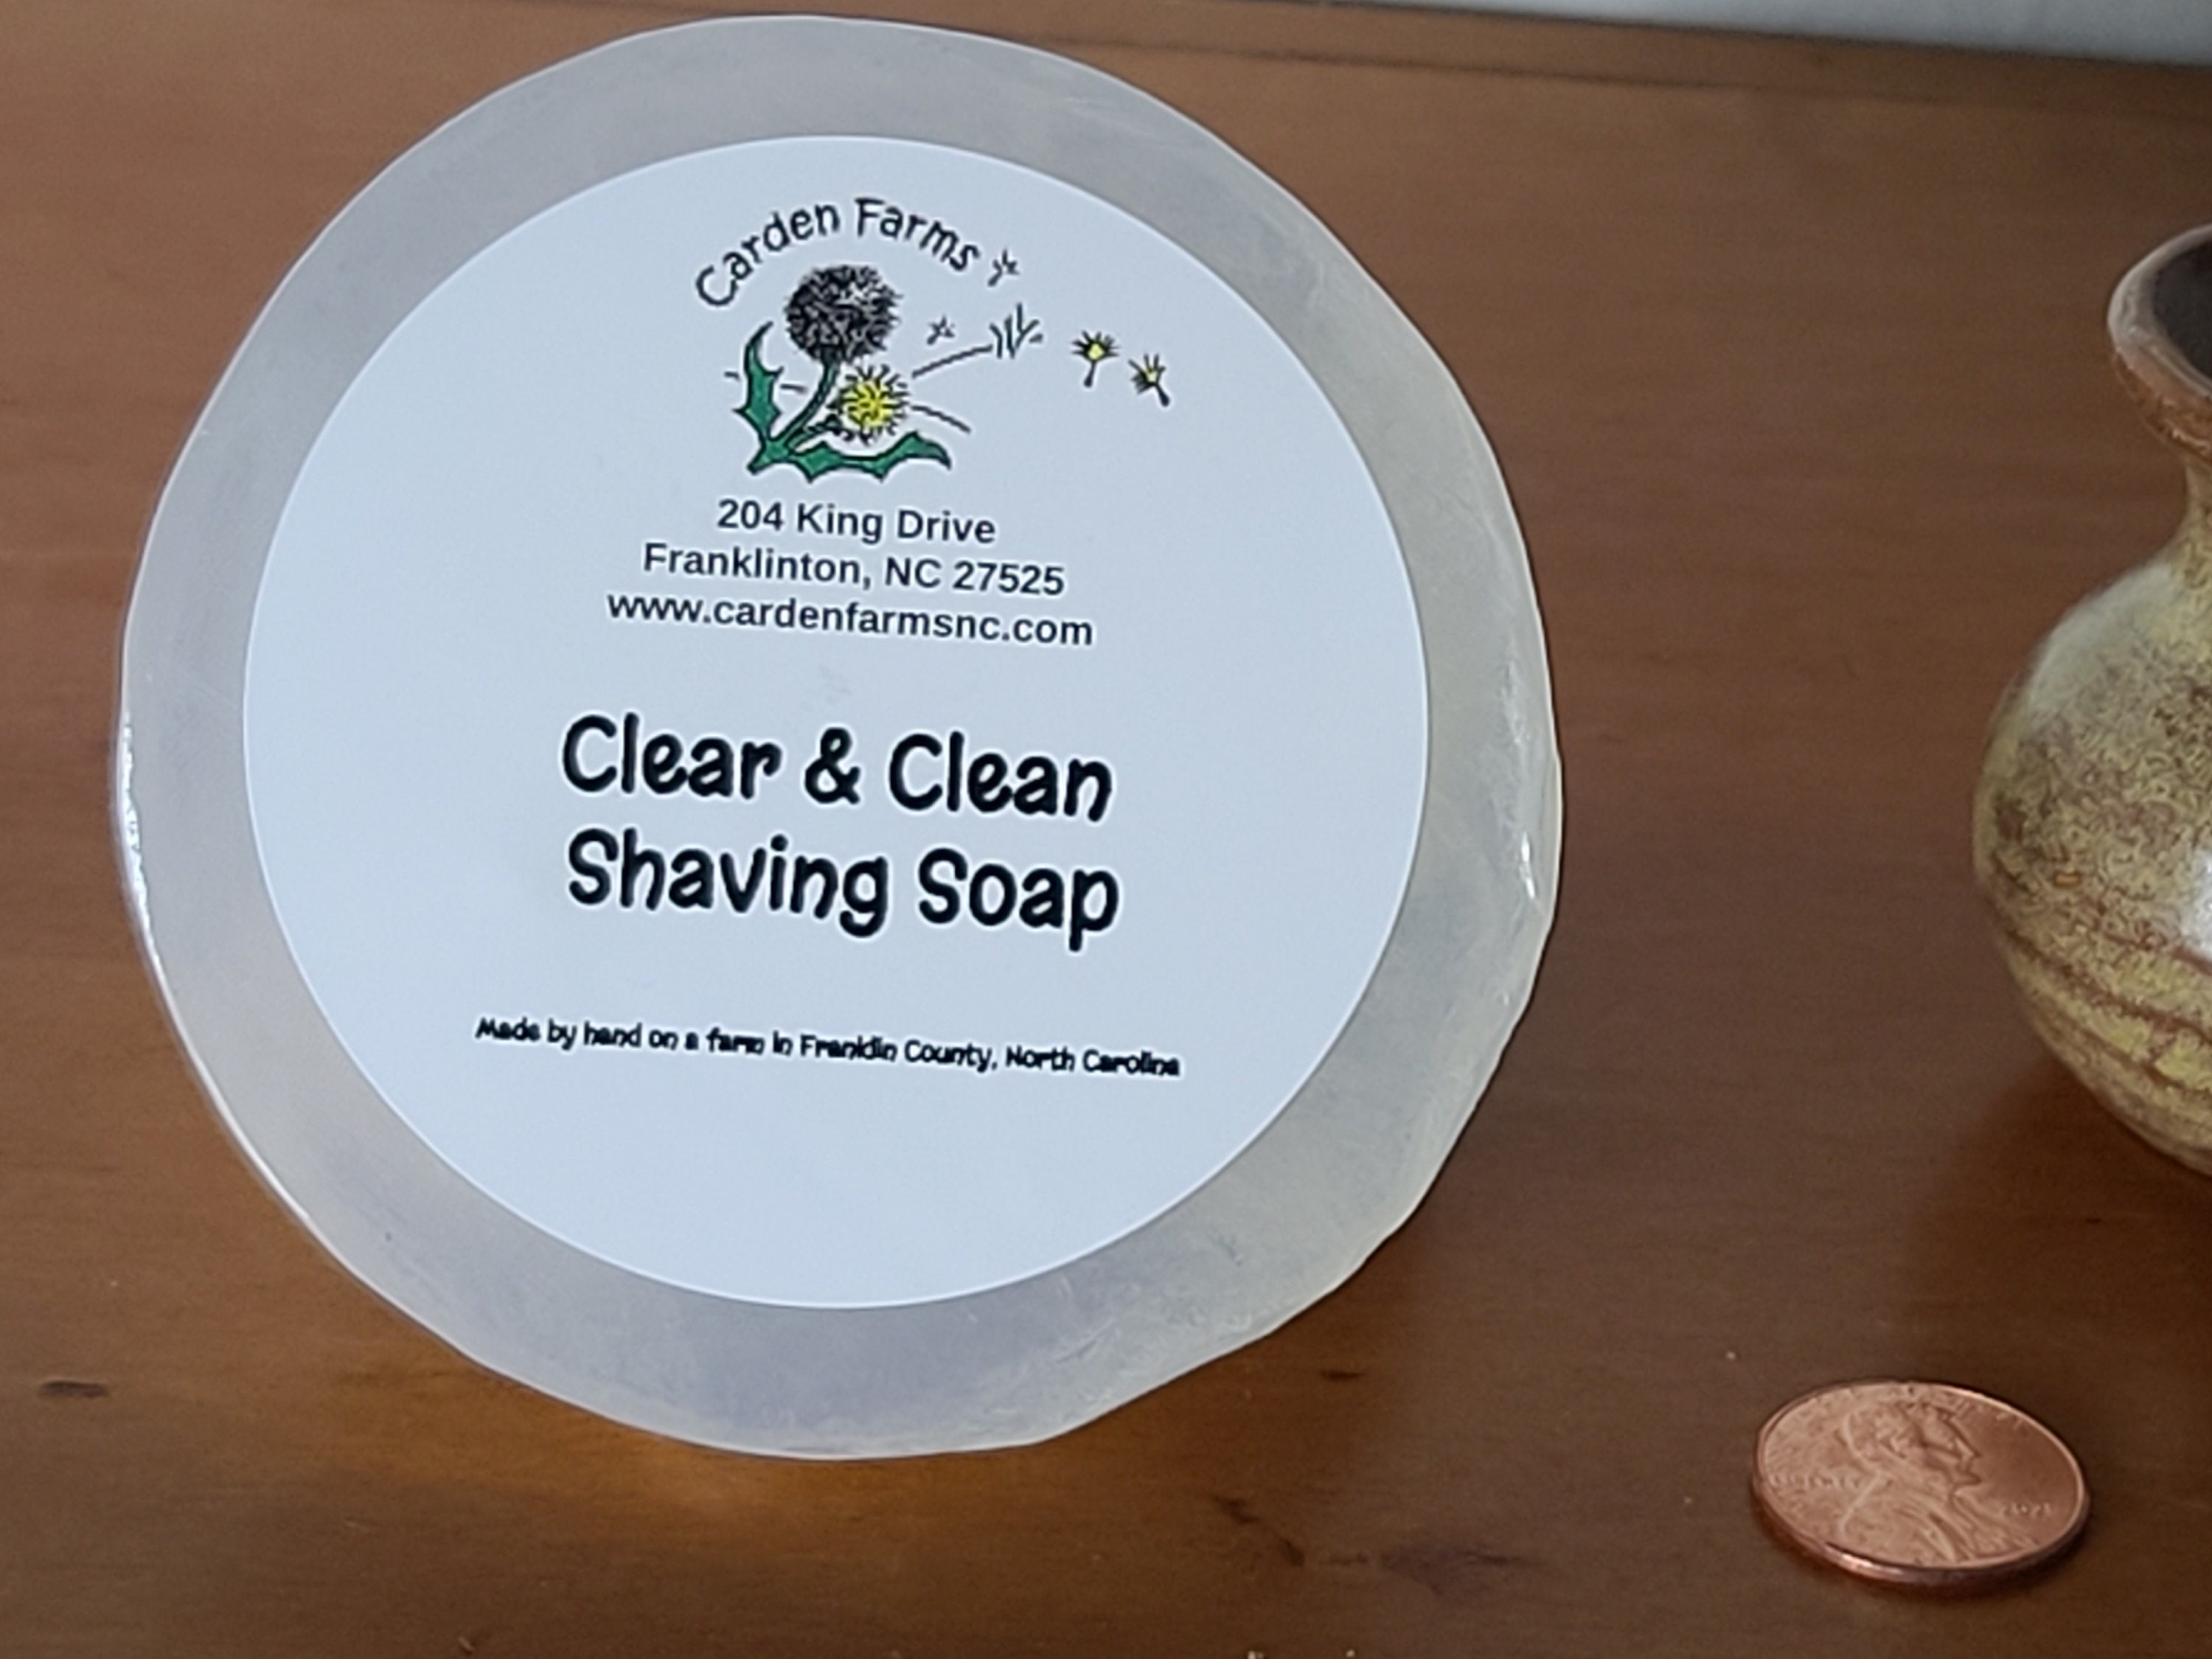 Carden Farms
204 King Drive
Franklinton, NC 27525
www.cardenfarmsnc.com
Clear & Clean
Shaving Soap
Made by hand on a farm in Franklin County, North Carolina
LIBERTY